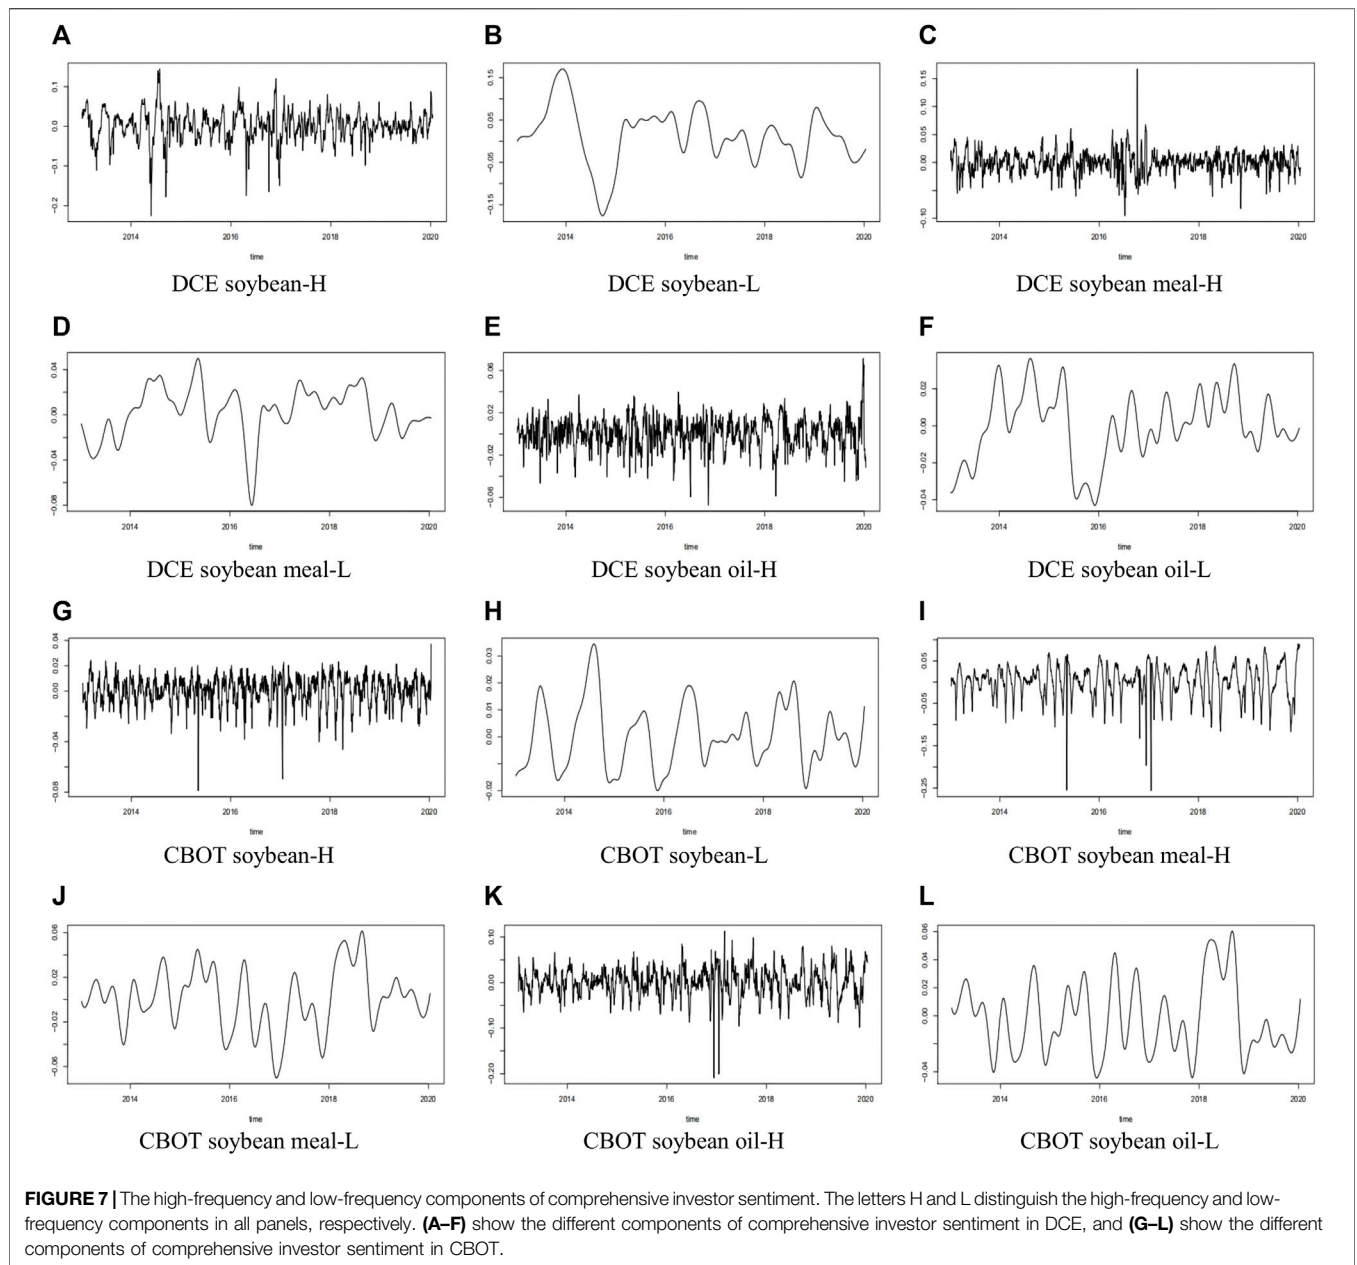 A
B
C
0.1
0.0
-0.1
-0.2
2014
2016
2018
2020
time
0.15
0.05
-0.05
-0.15
2014
2016
2018
2020
time
0.15
0.10
0.05
0.00
-0.10
2014
2016
2018
2020
time
DCE soybean-H
DCE soybean-L
DCE soybean meal-H
D
E
F
0.04
0.00
-0.04
-0.08
2014
2016
2018
2020
time
0.06
0.02
-0.02
-0.06
2014
2016
2018
2020
time
0.02
0.00
-0.02
-0.04
2014
2016
2018
2020
time
DCE soybean meal-L
DCE soybean oil-H
DCE soybean oil-L
G
H
I
0.04
0.02
0.00
-0.04
-0.08
2014
2016
2018
2020
time
0.03
0.02
0.01
0.00
-0.02
2014
2016
2018
2020
time
0.05
-0.05
-0.15
-0.25
2014
2016
2018
2020
time
CBOT soybean-H
CBOT soybean-L
CBOT soybean meal-H
J
K
L
0.06
0.02
-0.02
-0.06
2014
2016
2018
2020
time
0.10
0.00
-0.10
-0.20
2014
2016
2018
2020
time
0.06
0.04
0.02
0.00
-0.04
2014
2016
2018
2020
time
CBOT soybean meal-L
CBOT soybean oil-H
CBOT soybean oil-L
FIGURE 7 | The high-frequency and low-frequency components of comprehensive investor sentiment. The letters H and L distinguish the high-frequency and low-
frequency components in all panels, respectively. (A–F) show the different components of comprehensive investor sentiment in DCE, and (G–L) show the different
components of comprehensive investor sentiment in CBOT.